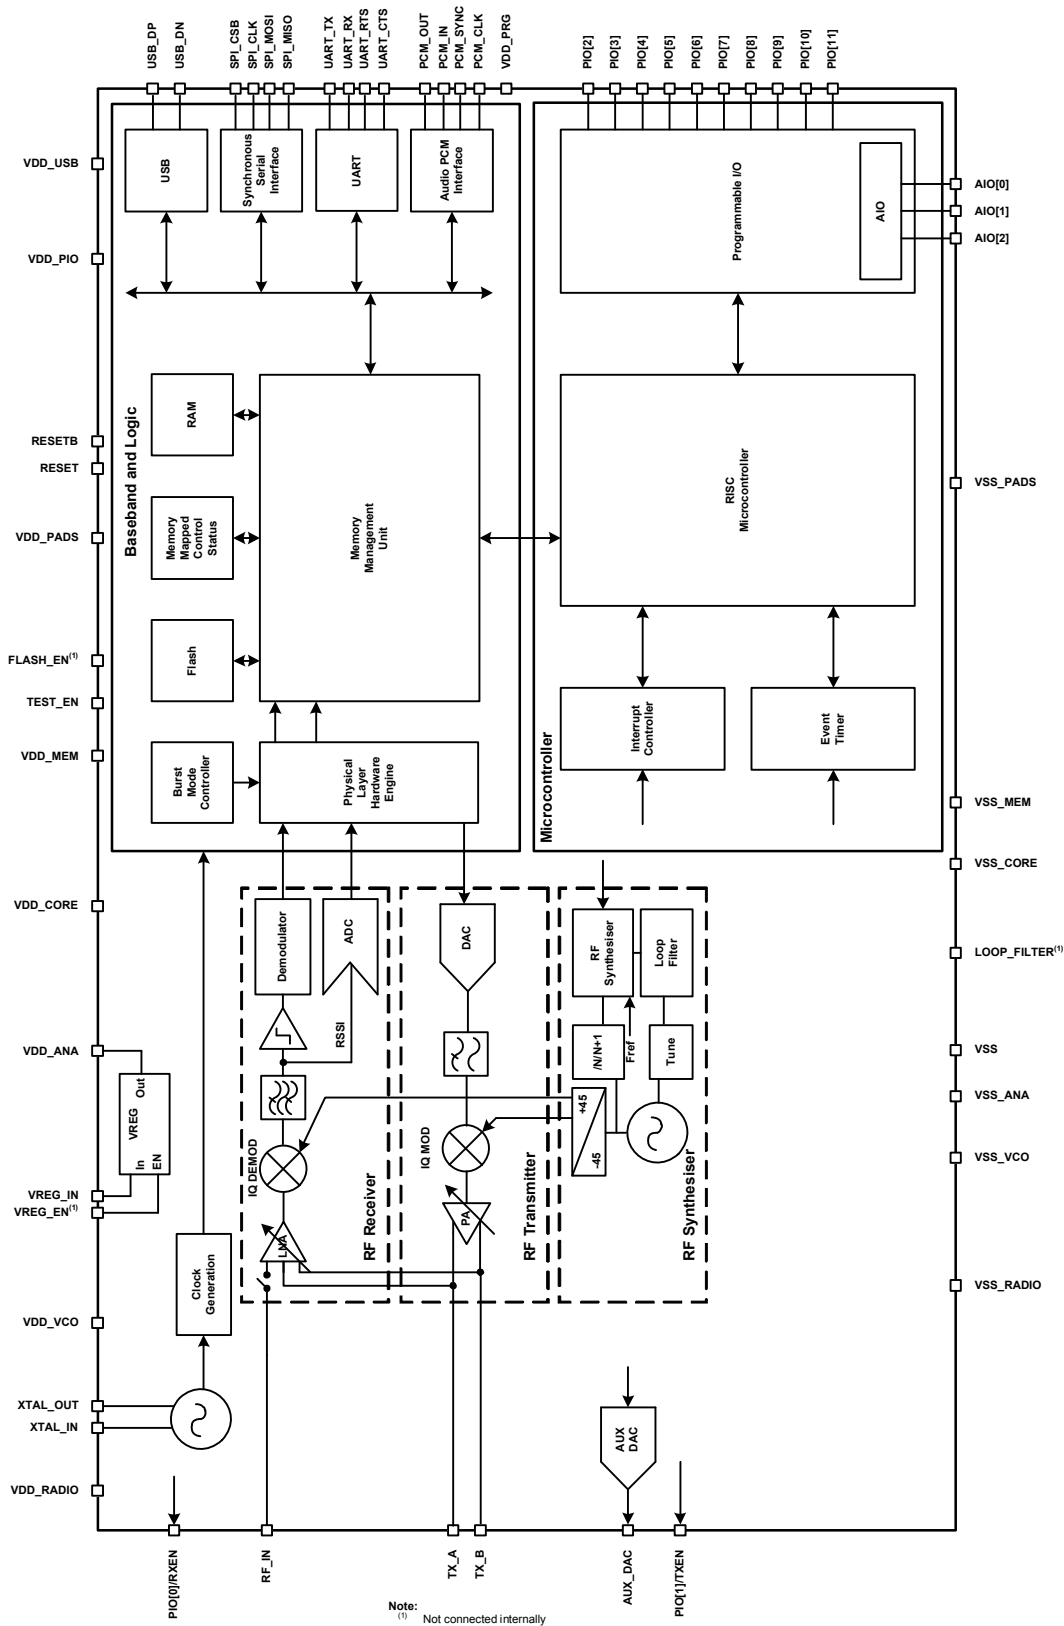 USB_DP
USB_DN
SPI_CSB
SPI_CLK
SPI_MOSI
SPI_MISO
UART_TX
UART_RX
UART_RTS
UART_CTS
PCM_OUT
PCM_IN
PCM_SYNC
PCM_CLK
VDD_PRG
PIO[2]
PIO[3]
PIO[4]
PIO[5]
PIO[6]
PIO[7]
PIO[8]
PIO[9]
PIO[10]
PIO[11]
VDD_USB
VDD_PIO
RESETB
RESET
VDD_PADS
FLASH_EN(1)
TEST_EN
VDD_MEM
VDD_CORE
VDD_ANA
VREG_IN
VREG_EN(1)
VDD_VCO
XTAL_OUT
XTAL_IN
VDD_RADIO
USB
Synchronous
Serial
Interface
UART
Audio PCM
Interface
Baseband and Logic
RAM
Memory
Mapped
Control
Status
Flash
Memory
Management
Unit
Burst
Mode
Controller
Physical
Layer
Hardware
Engine
Programmable I/O
AIO
RISC
Microcontroller
Interrupt
Controller
Event
Timer
Microcontroller
AIO[0]
AIO[1]
AIO[2]
VSS_PADS
VSS_MEM
VSS_CORE
LOOP_FILTER(1)
VSS
VSS_ANA
VSS_VCO
VSS_RADIO
Demodulator
ADC
RSSI
IQ DEMOD
LNA
RF Receiver
DAC
IQ MOD
PA
RF Transmitter
RF
Synthesiser
Loop
Filter
/N/N+1
Fref
Tune
+45
-45
RF Synthesiser
VREG
In
EN
Out
Clock
Generation
AUX
DAC
PIO[0]/RXEN
RF_IN
TX_A
TX_B
AUX_DAC
PIO[1]/TXEN
Note:
(1) Not connected internally